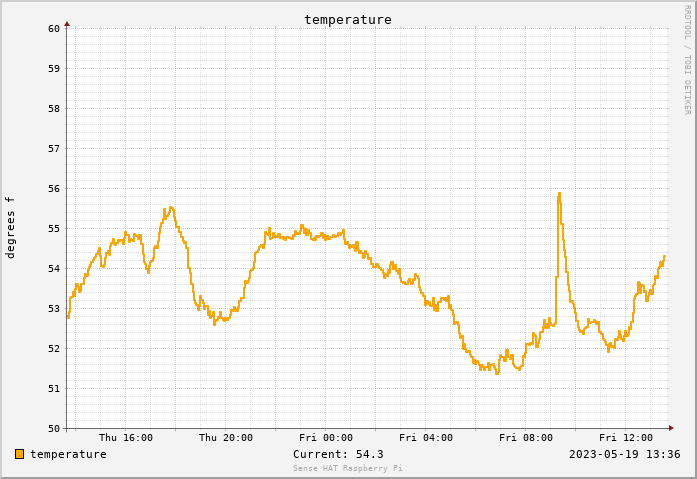 temperature
RRDTOOL / TOBI OETIKER
degrees f
60
59
58
57
56
55
54
53
52
51
50
Thu 16:00 Thu 20:00 Fri 00:00 Fri 04:00 Fri 08:00 Fri 12:00
temperature Current: 54.3 2023-05-19 13:36
Sense HAT Raspberry Pi